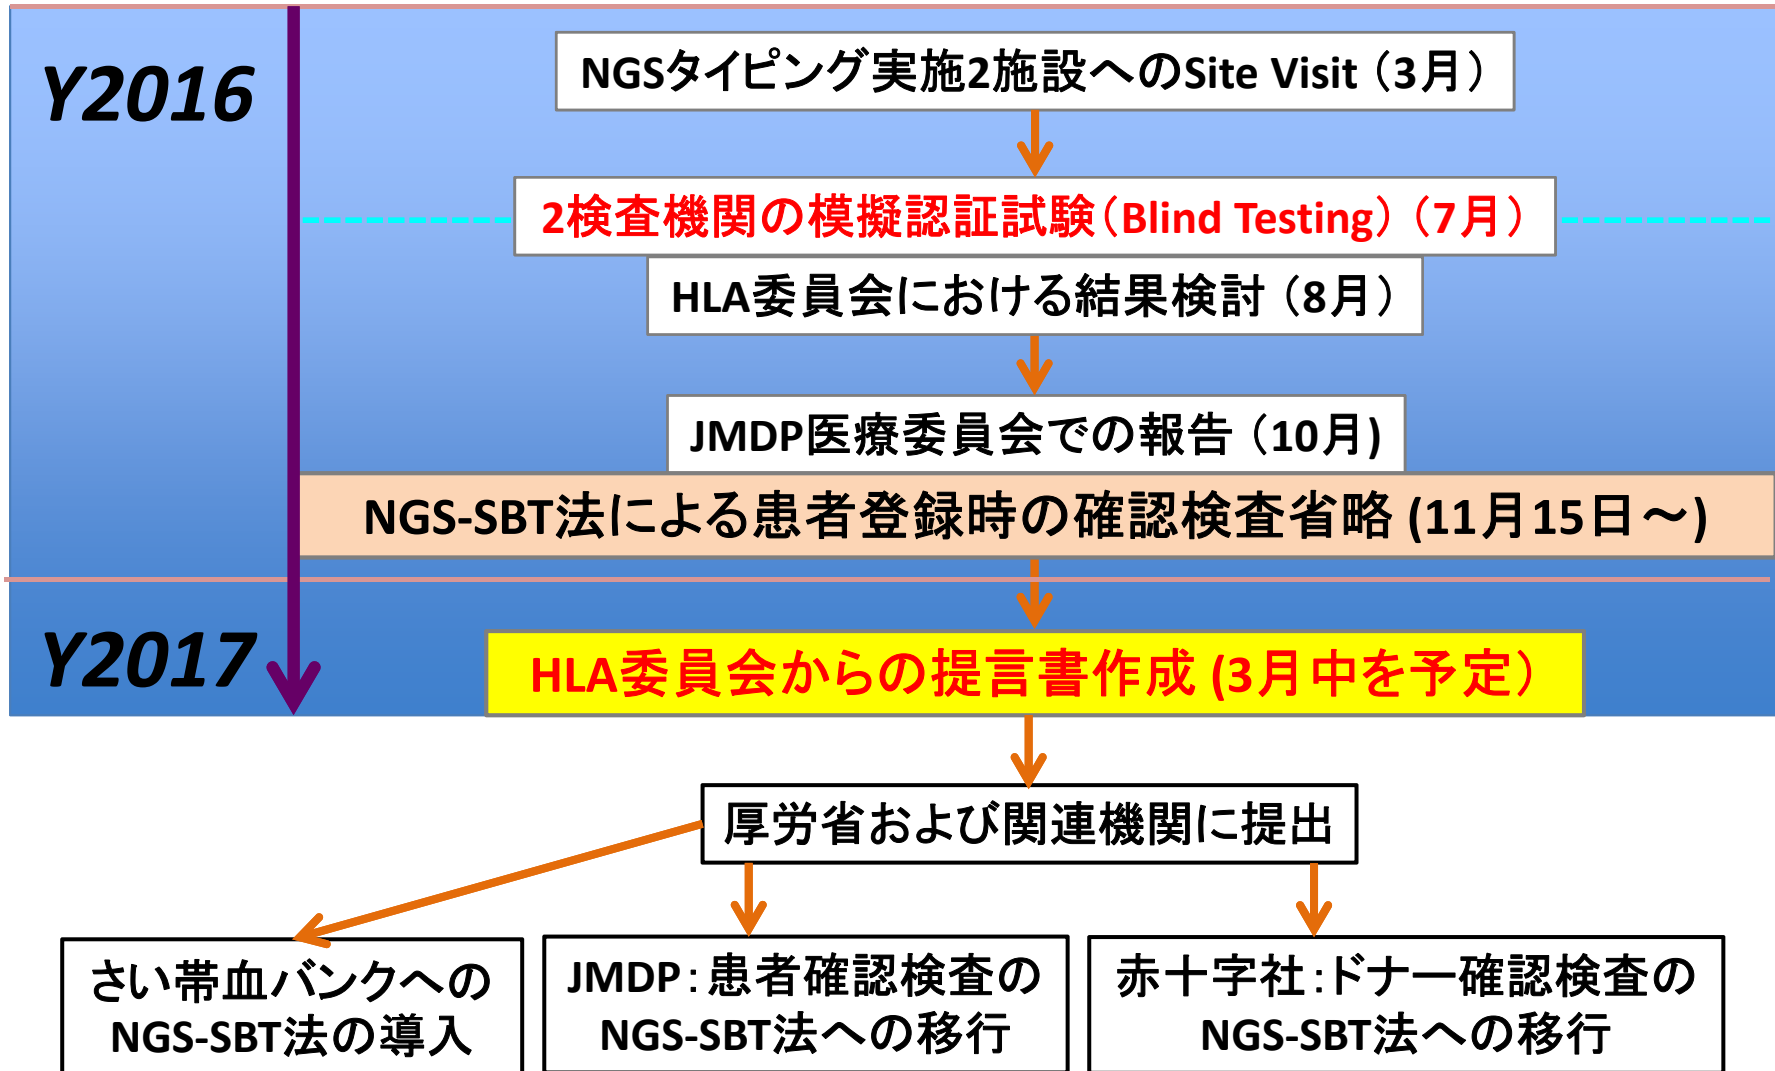 Y2016
NGSタイピング実施2施設へのSite Visit（3月）
2検査機関の模擬認証試験（Blind Testing）（7月）
HLA委員会における結果検討（8月）
JMDP医療委員会での報告（10月)
NGS-SBT法による患者登録時の確認検査省略 (11月15日～)
Y2017
HLA委員会からの提言書作成 (3月中を予定）
厚労省および関連機関に提出
さい帯血バンクへの
NGS-SBT法の導入
JMDP：患者確認検査の
NGS-SBT法への移行
赤十字社：ドナー確認検査の
NGS-SBT法への移行